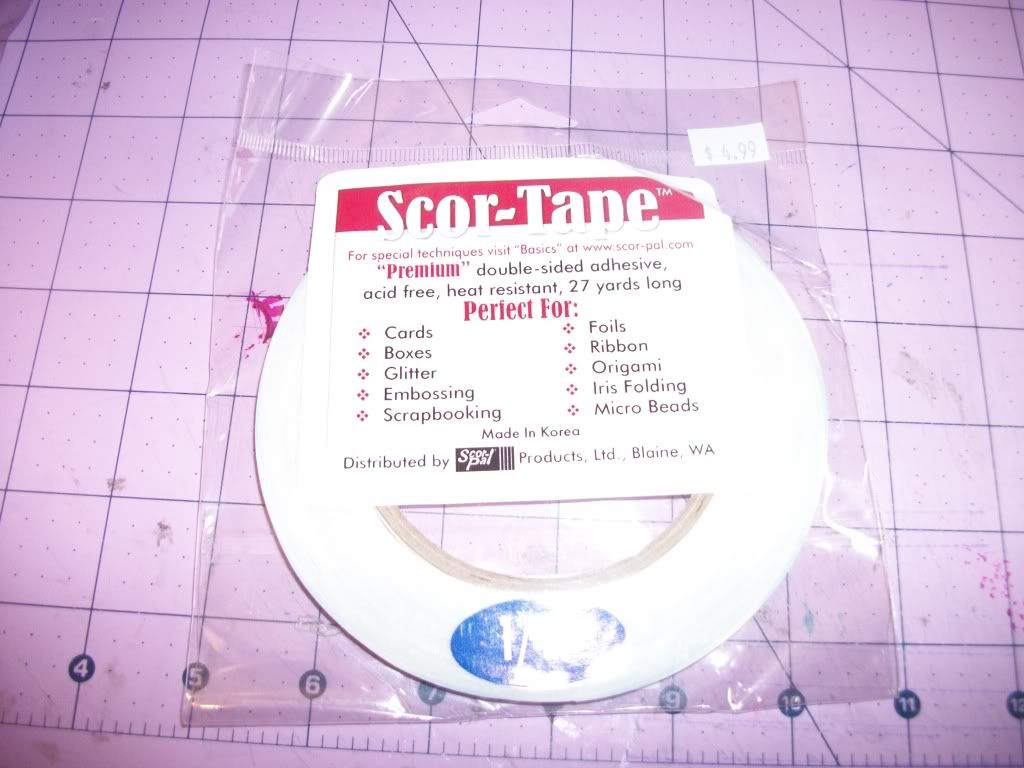 $ 4.99
Scor-Tape™
For special techniques visit "Basics" at www.scor-pal.com
"Premium" double-sided adhesive,
acid free, heat resistant, 27 yards long
Perfect For:
Cards
Boxes
Glitter
Embossing
Scrapbooking
Foils
Ribbon
Origami
Iris Folding
Micro Beads
Made In Korea
Distributed by Scor-Pal Products, Ltd., Blaine, WA
1/
4 5 6 7 9 10 11 12